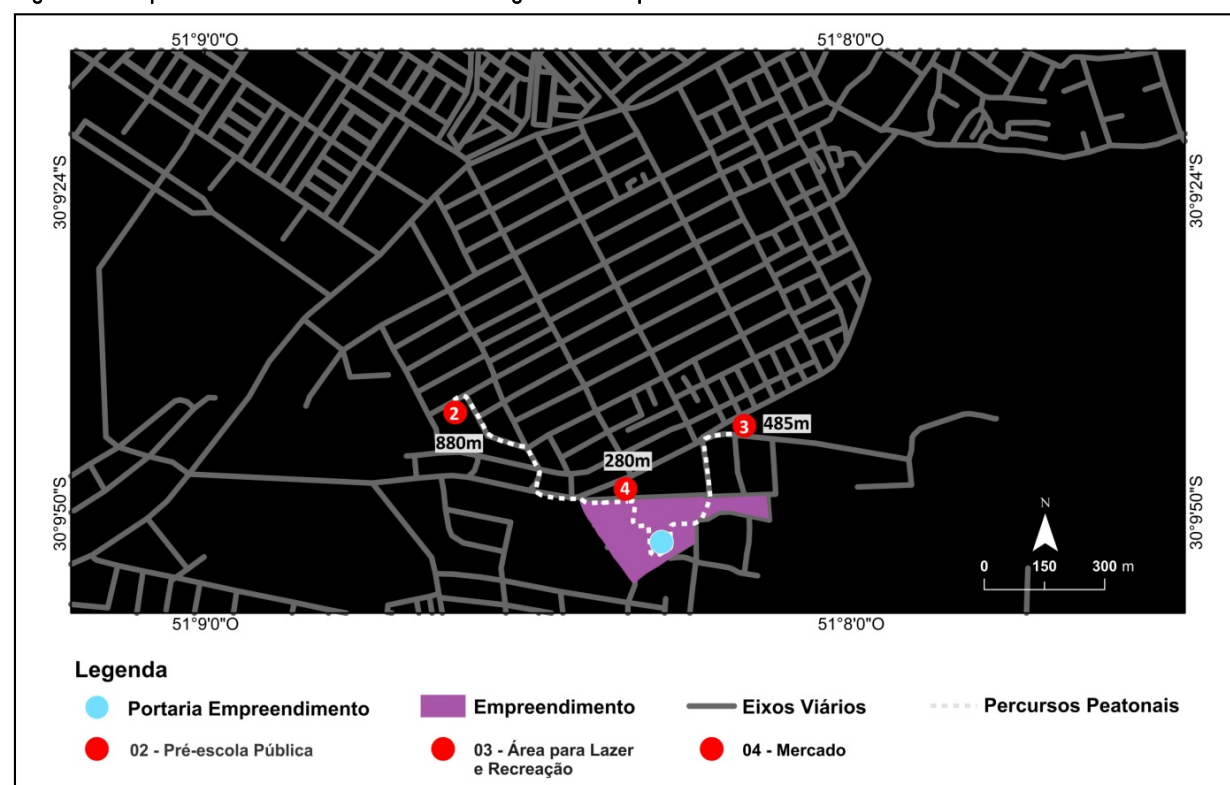 51°9'0"O
51°8'0"O
30°9'24"S
30°9'24"S
2
3
485m
880m
280m
4
30°9'50"S
30°9'50"S
N
0 150 300 m
51°9'0"O
51°8'0"O
Legenda
Portaria Empreendimento
Empreendimento
Eixos Viários
Percursos Peatonais
02 - Pré-escola Pública
03 - Área para Lazer
e Recreação
04 - Mercado